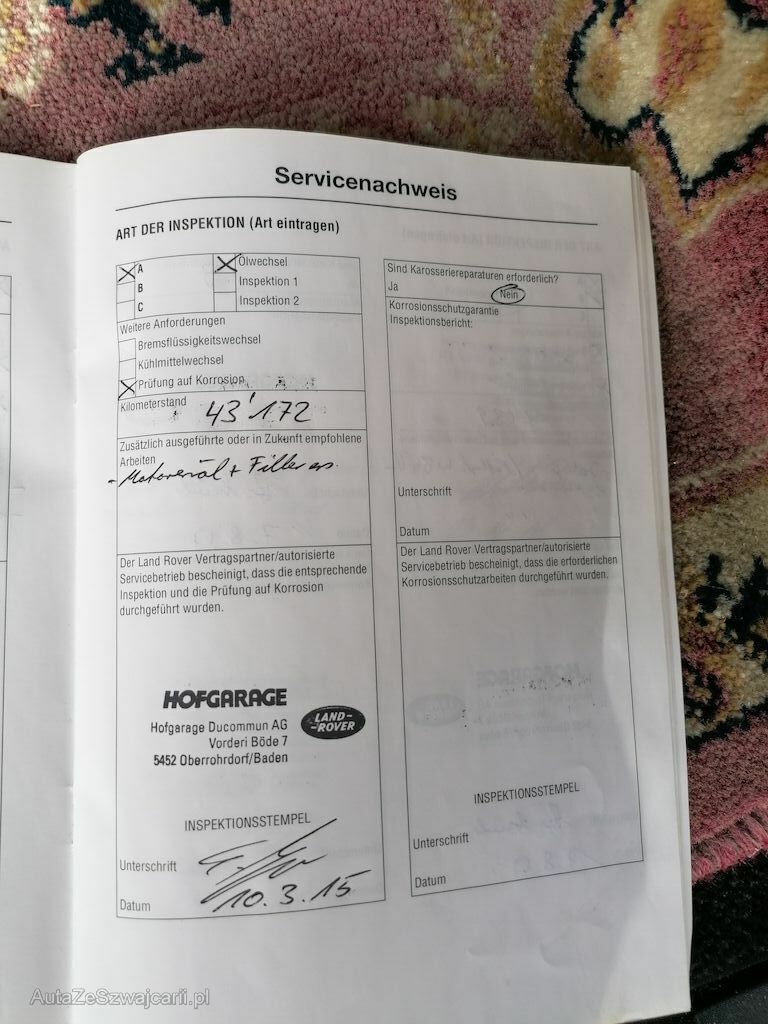 Servicenachweis
ART DER INSPEKTION (Art eintragen)
A
Ölwechsel
B
Inspektion 1
C
Inspektion 2
Weitere Anforderungen
Bremsflüssigkeitswechsel
Kühlmittelwechsel
Prüfung auf Korrosion
Kilometerstand 43'172
Zusätzlich ausgeführte oder in Zukunft empfohlene
Arbeiten
- Motorenöl + Filter
Der Land Rover Vertragspartner/autorisierte
Servicebetrieb bescheinigt, dass die entsprechende
Inspektion und die Prüfung auf Korrosion
durchgeführt wurden.
HOFGARAGE
Hofgarage Ducommun AG
Vorderi Böde 7
5452 Oberrohrdorf/Baden
LAND-
-ROVER
INSPEKTIONSSTEMPEL
Unterschrift
Datum 10.3.15
Sind Karosseriereparaturen erforderlich?
Ja Nein
Korrosionsschutzgarantie
Inspektionsbericht:
Unterschrift
Datum
Der Land Rover Vertragspartner/autorisierte
Servicebetrieb bescheinigt, dass die erforderlichen
Korrosionsschutzarbeiten durchgeführt wurden.
INSPEKTIONSSTEMPEL
Unterschrift
Datum
AutaZeSzwajcarii.pl